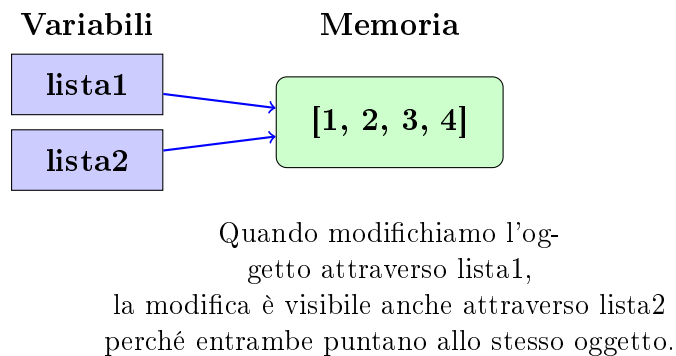 Variabili
Memoria
lista1
[1, 2, 3, 4]
lista2
Quando modifichiamo l'og-
getto attraverso lista1,
la modifica è visibile anche attraverso lista2
perché entrambe puntano allo stesso oggetto.